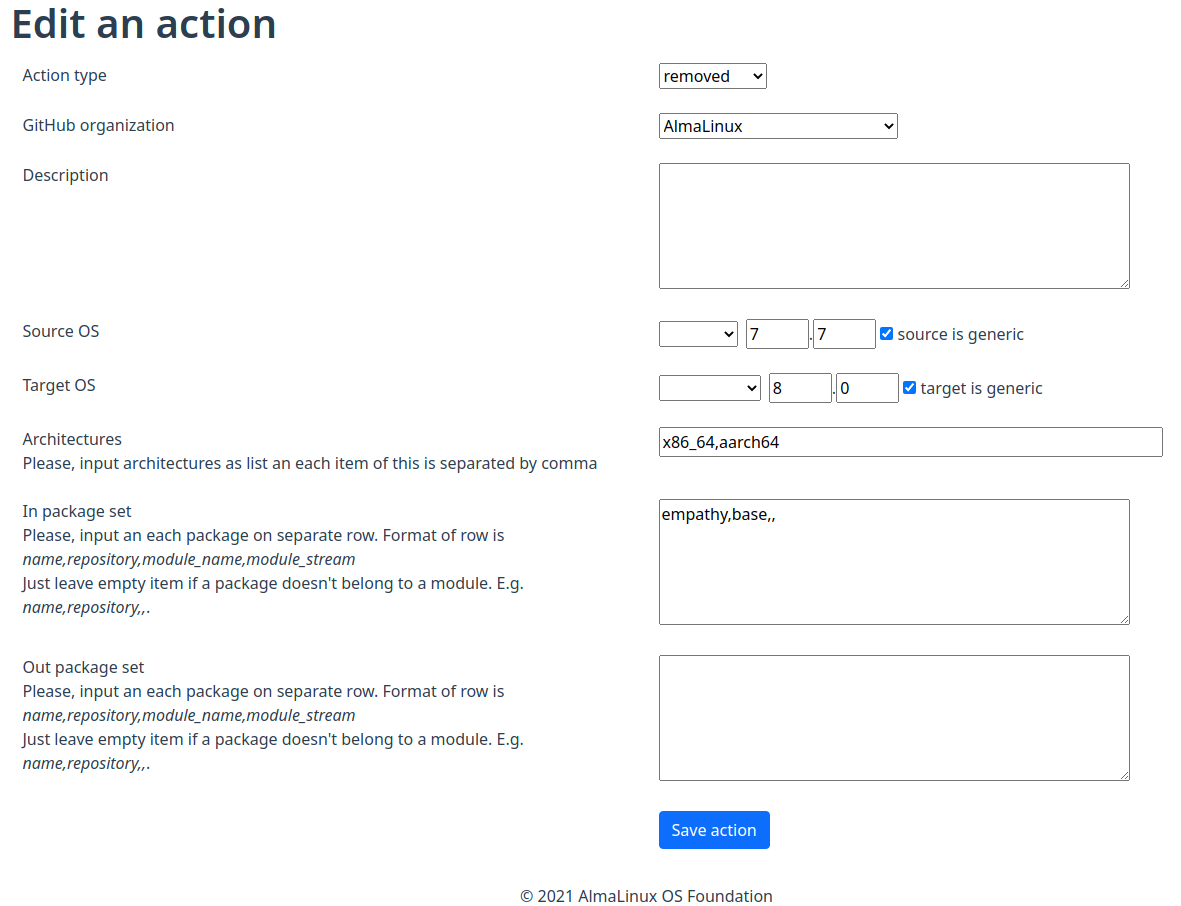 Edit an action
Action type
removed
GitHub organization
AlmaLinux
Description
Source OS
7.7 source is generic
Target OS
8.0 target is generic
Architectures
Please, input architectures as list an each item of this is separated by comma
x86_64,aarch64
In package set
Please, input an each package on separate row. Format of row is
name,repository,module_name,module_stream
Just leave empty item if a package doesn't belong to a module. E.g.
name,repository,,.
empathy,base,,
Out package set
Please, input an each package on separate row. Format of row is
name,repository,module_name,module_stream
Just leave empty item if a package doesn't belong to a module. E.g.
name,repository,,.
Save action
© 2021 AlmaLinux OS Foundation